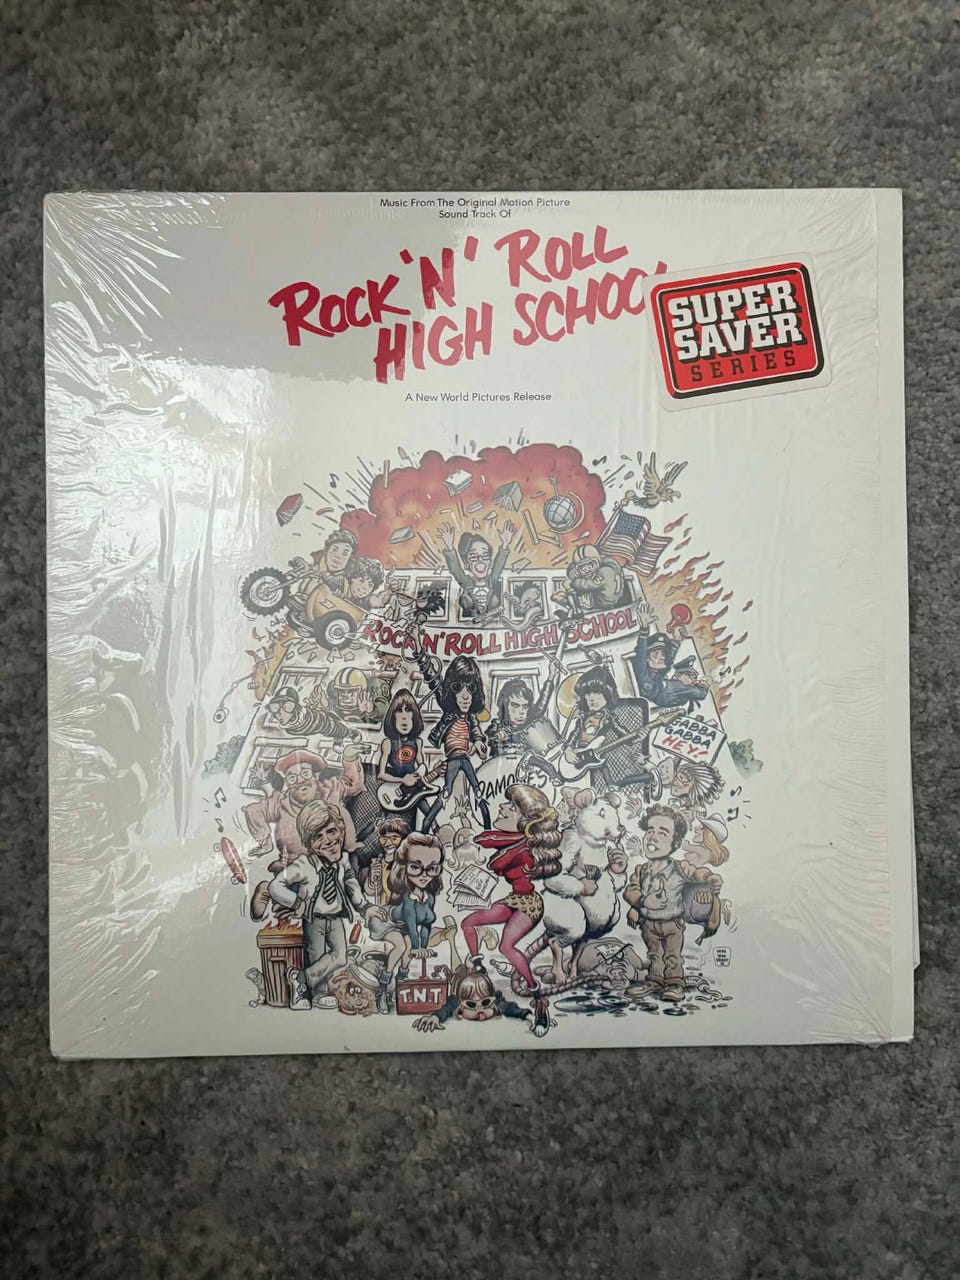 Music From The Original Motion Picture
Sound Track Of
ROCK 'N' ROLL
HIGH SCHOOL
SUPER
SAVER
SERIES
A New World Pictures Release
ROCK 'N' ROLL HIGH SCHOOL
GABBA
GABBA
HEY!
RAMONES
T.N.T.